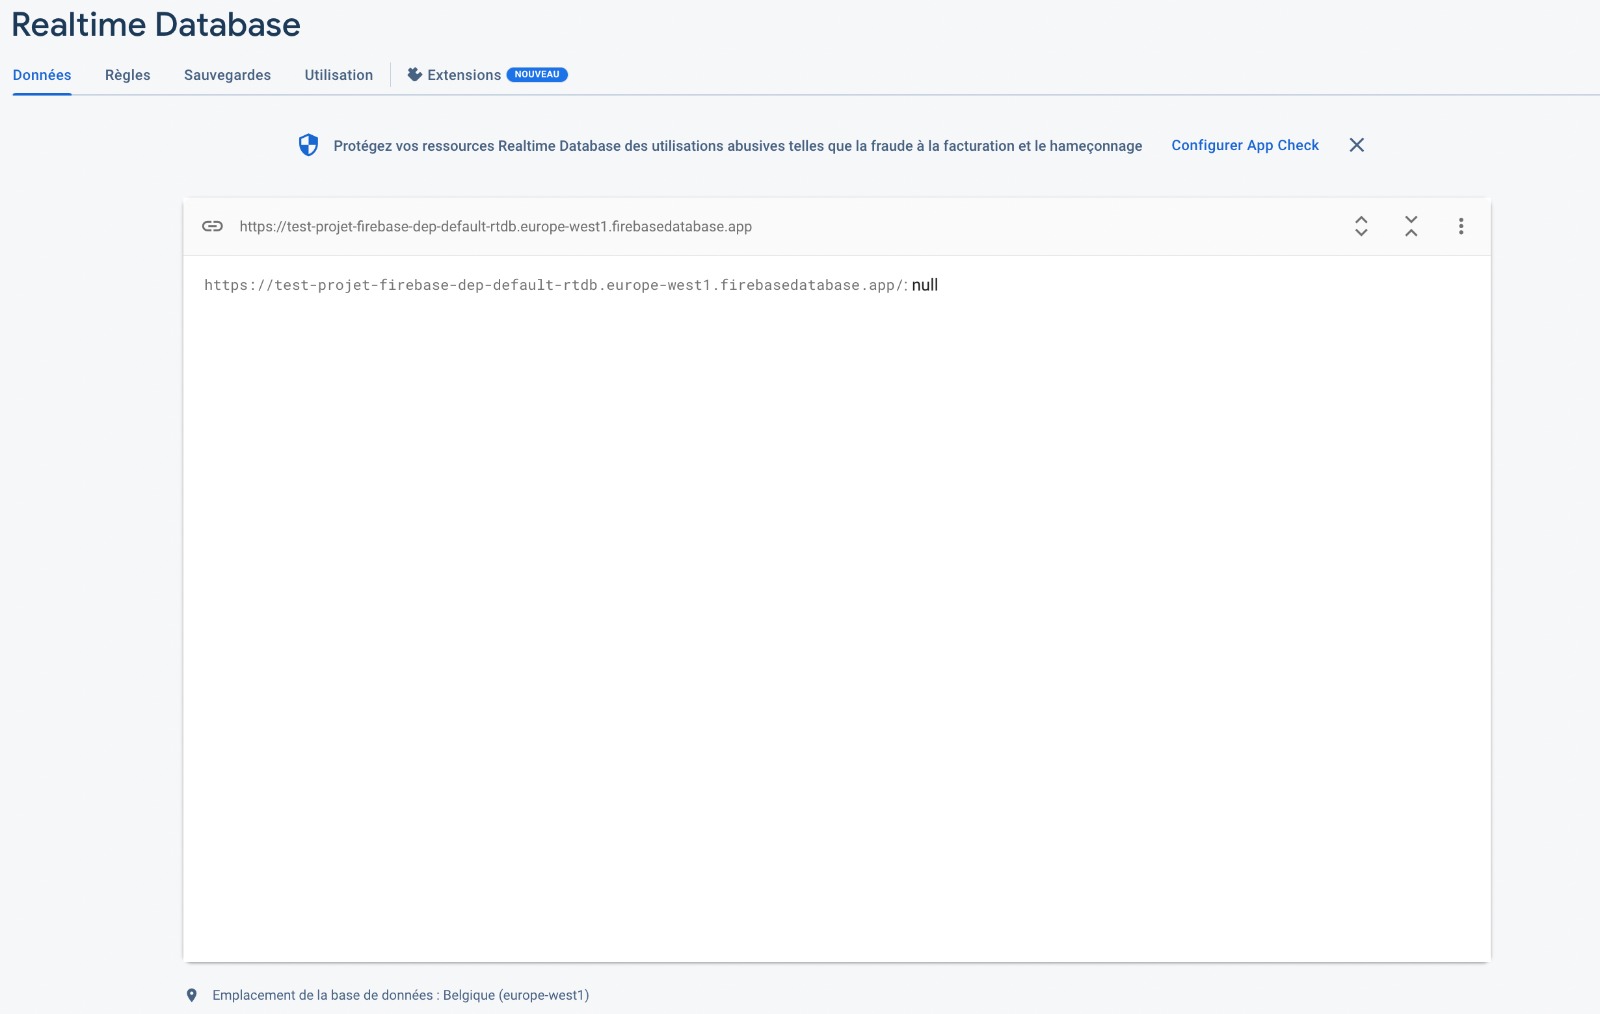 Realtime Database
Données Règles Sauvegardes Utilisation Extensions NOUVEAU
Protégez vos ressources Realtime Database des utilisations abusives telles que la fraude à la facturation et le hameçonnage Configurer App Check
https://test-projet-firebase-dep-default-rtdb.europe-west1.firebasedatabase.app
https://test-projet-firebase-dep-default-rtdb.europe-west1.firebasedatabase.app/: null
Emplacement de la base de données : Belgique (europe-west1)